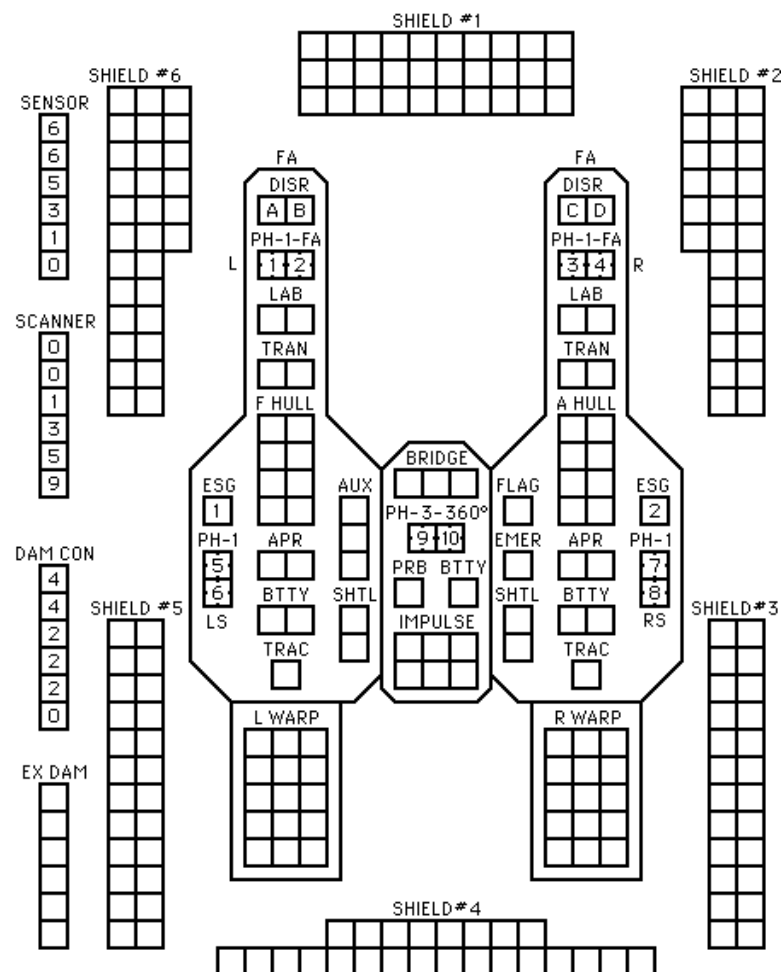 SHIELD #1
SHIELD #6
SHIELD #2
SENSOR
6
6
5
3
1
0
FA
FA
DISR
DISR
A B
C D
PH-1-FA
PH-1-FA
L
1 2
3 4
R
LAB
LAB
SCANNER
0
0
1
3
5
9
TRAN
TRAN
F HULL
A HULL
BRIDGE
ESG
1
AUX
FLAG
ESG
2
PH-3-360°
9 10
PH-1
5
6
LS
APR
EMER
APR
PH-1
7
8
RS
PRB
BTTY
DAM CON
4
4
2
2
2
0
SHIELD #5
BTTY
SHTL
IMPULSE
SHTL
BTTY
SHIELD #3
TRAC
TRAC
L WARP
R WARP
EX DAM
SHIELD #4